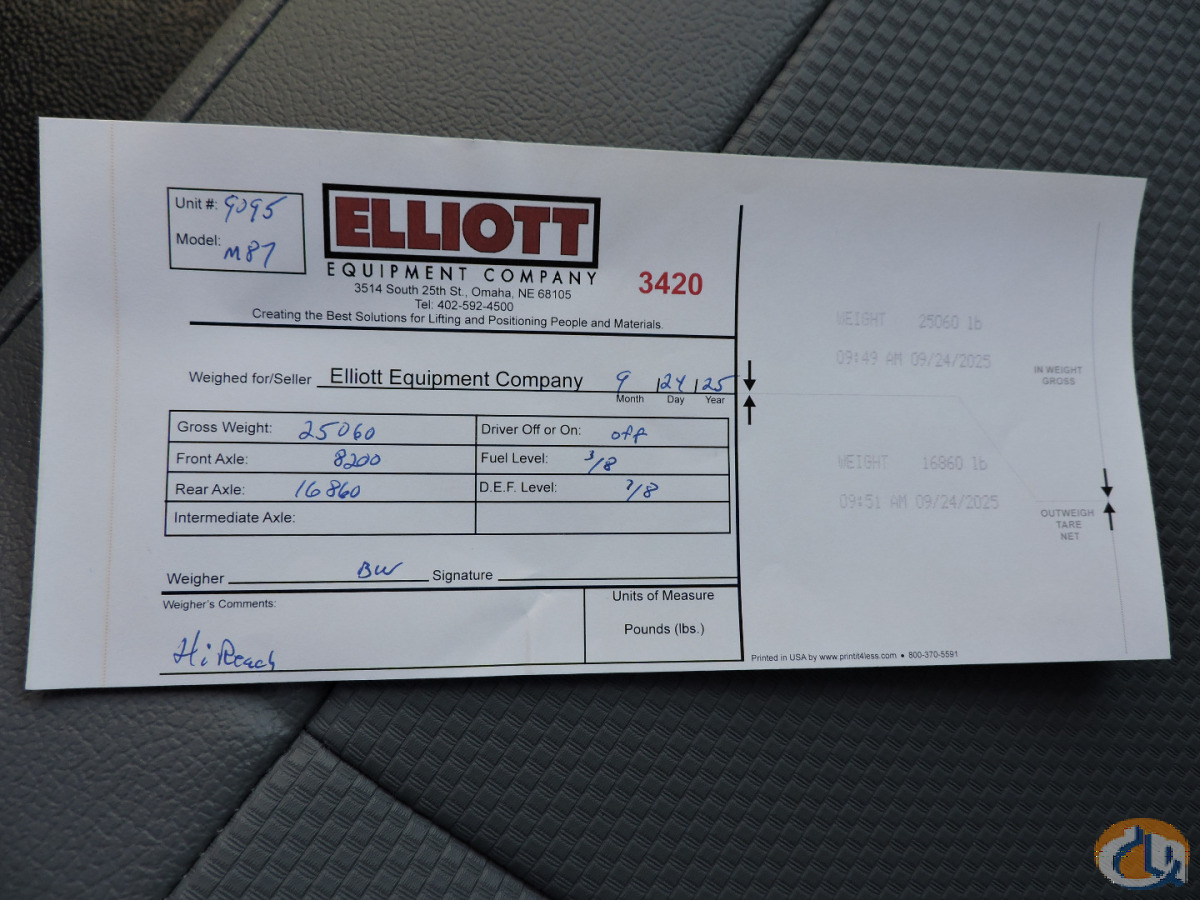 Unit #: 9095
Model: M87
ELLIOTT
EQUIPMENT COMPANY
3514 South 25th St., Omaha, NE 68105
Tel: 402-592-4500
Creating the Best Solutions for Lifting and Positioning People and Materials.
3420
Weighed for/Seller Elliott Equipment Company 9 / 24 / 25
Month Day Year
Gross Weight: 25060 Driver Off or On: off
Front Axle: 8200 Fuel Level: 3/8
Rear Axle: 16860 D.E.F. Level: 7/8
Intermediate Axle:
Weigher BW Signature
Weigher's Comments:
Hi Reach
Units of Measure
Pounds (lbs.)
WEIGHT 25060 lb
09:49 AM 09/24/2025
IN WEIGHT
GROSS
WEIGHT 16860 lb
09:51 AM 09/24/2025
OUTWEIGH
TARE
NET
Printed in USA by www.printit4less.com • 800-370-5591